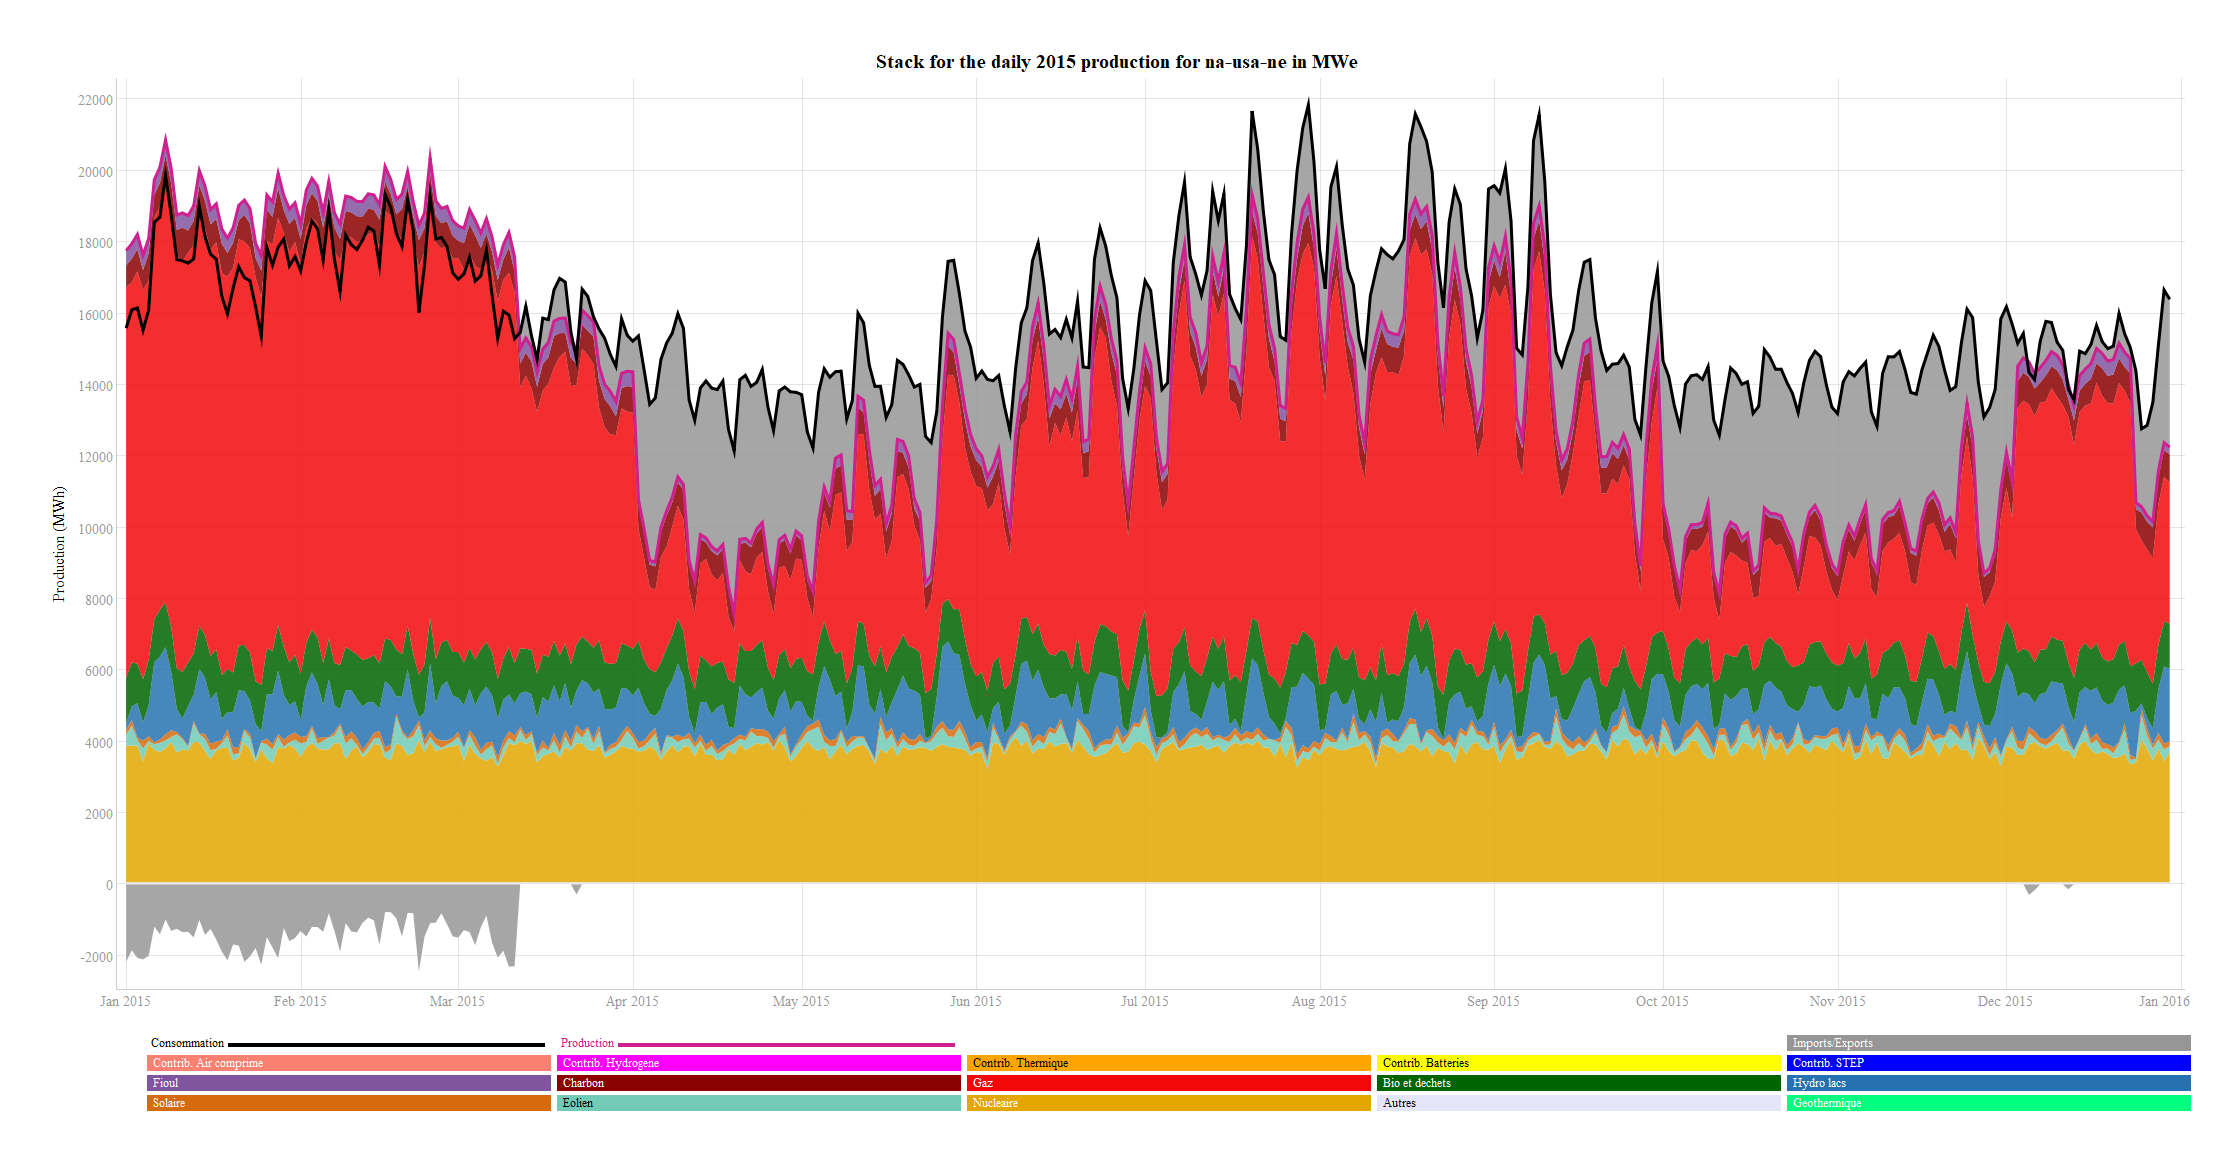 Stack for the daily 2015 production for na-usa-ne in MWe
Production (MWh)
22000
20000
18000
16000
14000
12000
10000
8000
6000
4000
2000
0
-2000
Jan 2015 Feb 2015 Mar 2015 Apr 2015 May 2015 Jun 2015 Jul 2015 Aug 2015 Sep 2015 Oct 2015 Nov 2015 Dec 2015 Jan 2016
Consommation Production Imports/Exports
Contrib. Air comprime Contrib. Hydrogene Contrib. Thermique Contrib. Batteries Contrib. STEP
Fioul Charbon Gaz Bio et dechets Hydro lacs
Solaire Eolien Nucleaire Autres Geothermique